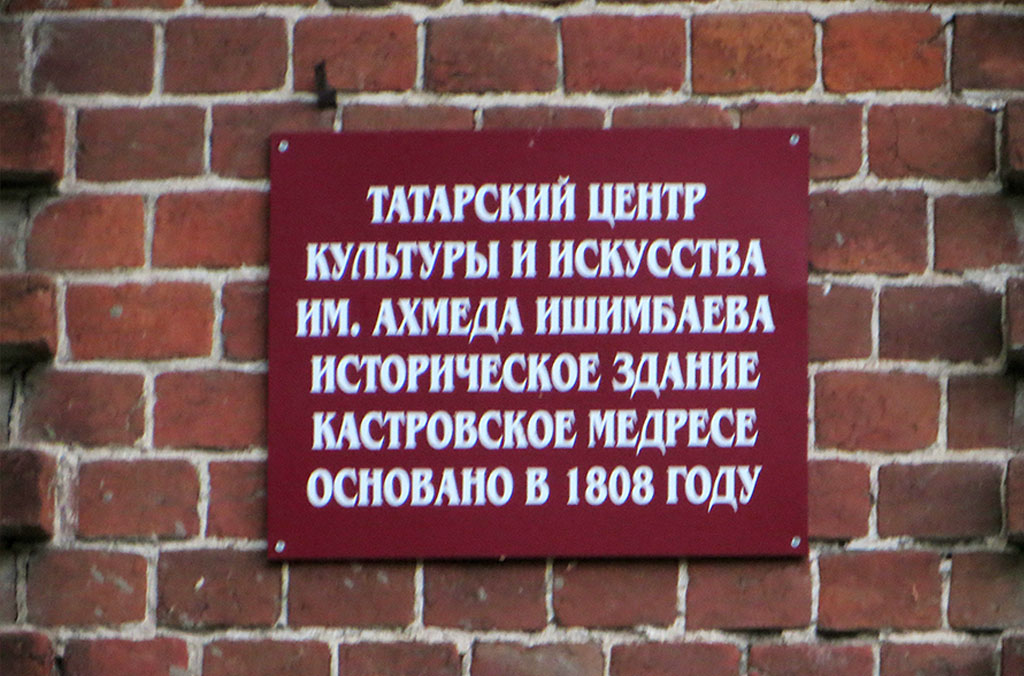 ТАТАРСКИЙ ЦЕНТР
КУЛЬТУРЫ И ИСКУССТВА
ИМ. АХМЕДА ИШИМБАЕВА
ИСТОРИЧЕСКОЕ ЗДАНИЕ
КАСТРОВСКОЕ МЕДРЕСЕ
ОСНОВАНО В 1808 ГОДУ